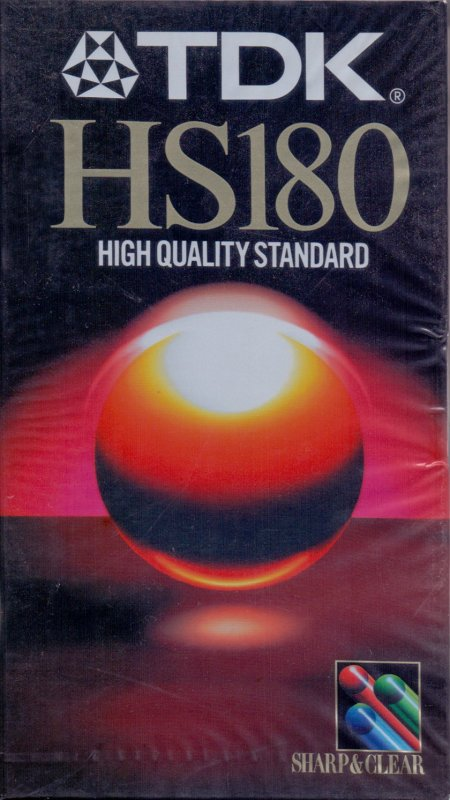 TDK®
HS180
HIGH QUALITY STANDARD
SHARP & CLEAR